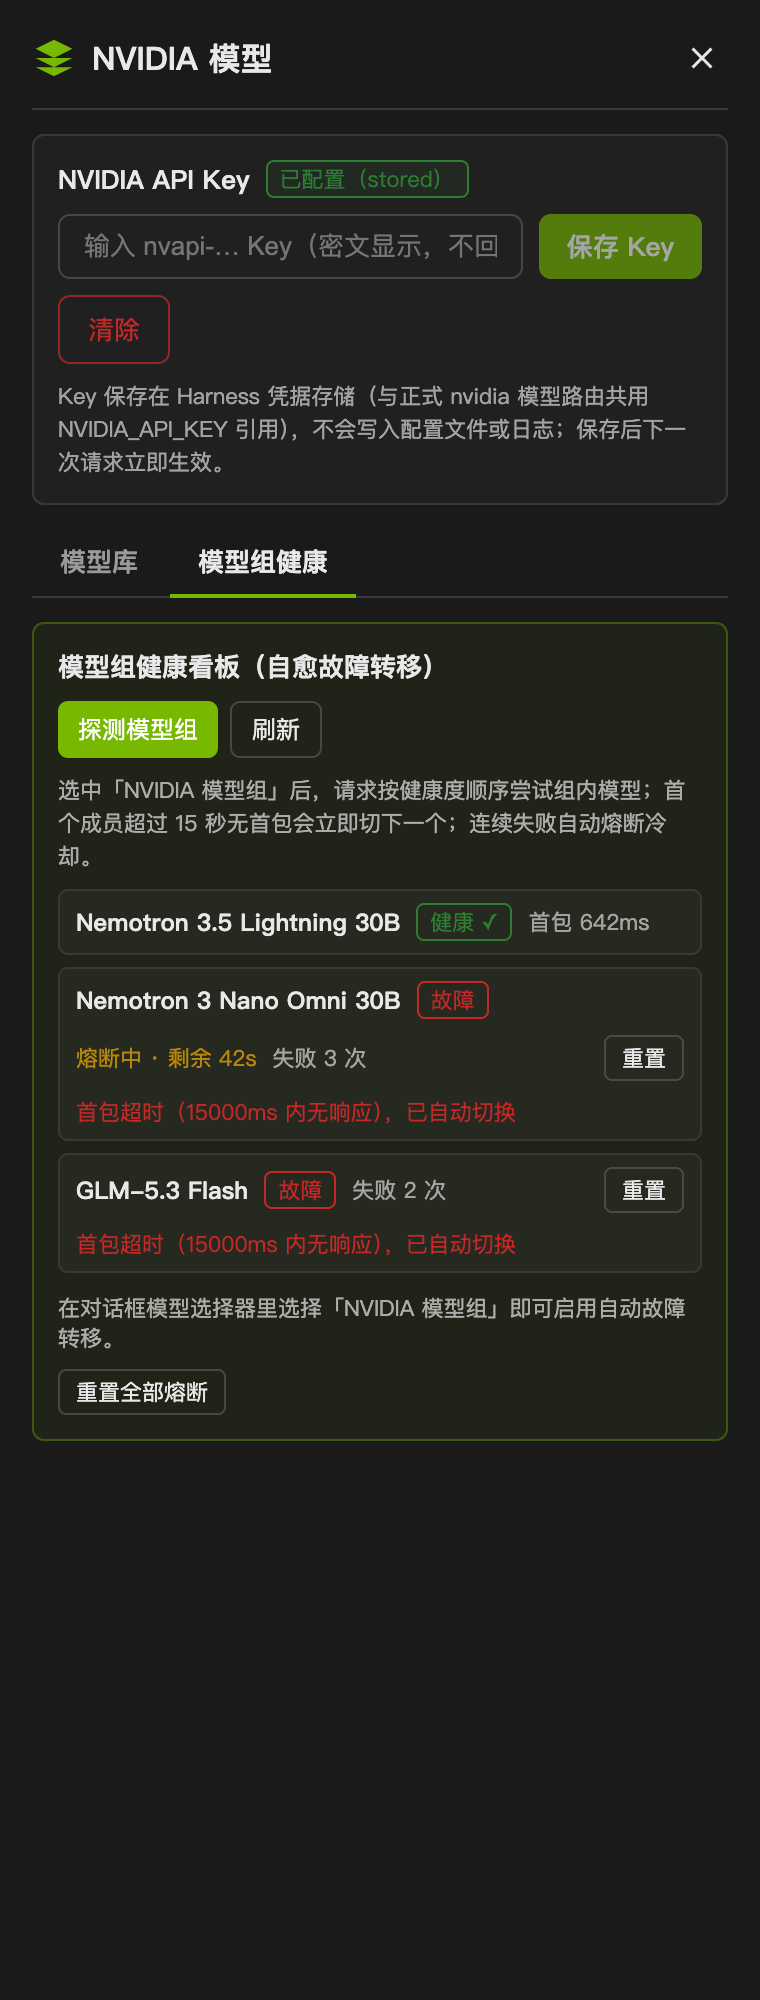 NVIDIA 模型
NVIDIA API Key 已配置（stored）
输入 nvapi-... Key（密文显示，不回 保存 Key
清除
Key 保存在 Harness 凭据存储（与正式 nvidia 模型路由共用
NVIDIA_API_KEY 引用），不会写入配置文件或日志；保存后下一
次请求立即生效。
模型库 模型组健康
模型组健康看板（自愈故障转移）
探测模型组 刷新
选中「NVIDIA 模型组」后，请求按健康度顺序尝试组内模型；首
个成员超过 15 秒无首包会立即切下一个；连续失败自动熔断冷
却。
Nemotron 3.5 Lightning 30B 健康 ✓ 首包 642ms
Nemotron 3 Nano Omni 30B 故障
熔断中 · 剩余 42s 失败 3 次 重置
首包超时（15000ms 内无响应），已自动切换
GLM-5.3 Flash 故障 失败 2 次 重置
首包超时（15000ms 内无响应），已自动切换
在对话框模型选择器里选择「NVIDIA 模型组」即可启用自动故障
转移。
重置全部熔断